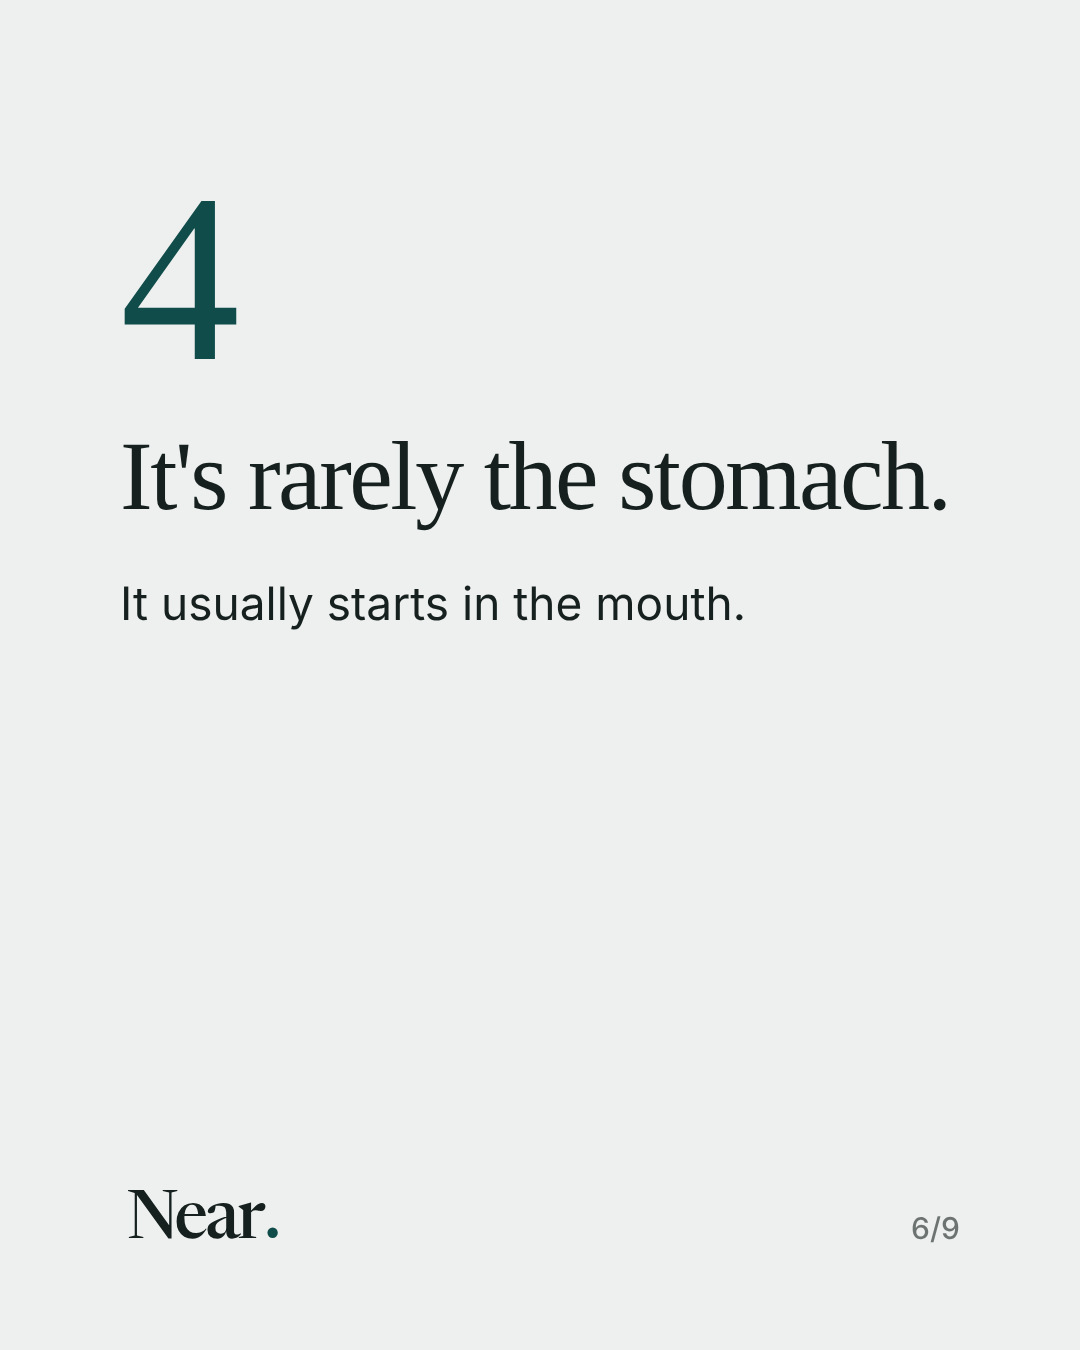 4
It's rarely the stomach.
It usually starts in the mouth.
Near.
6/9